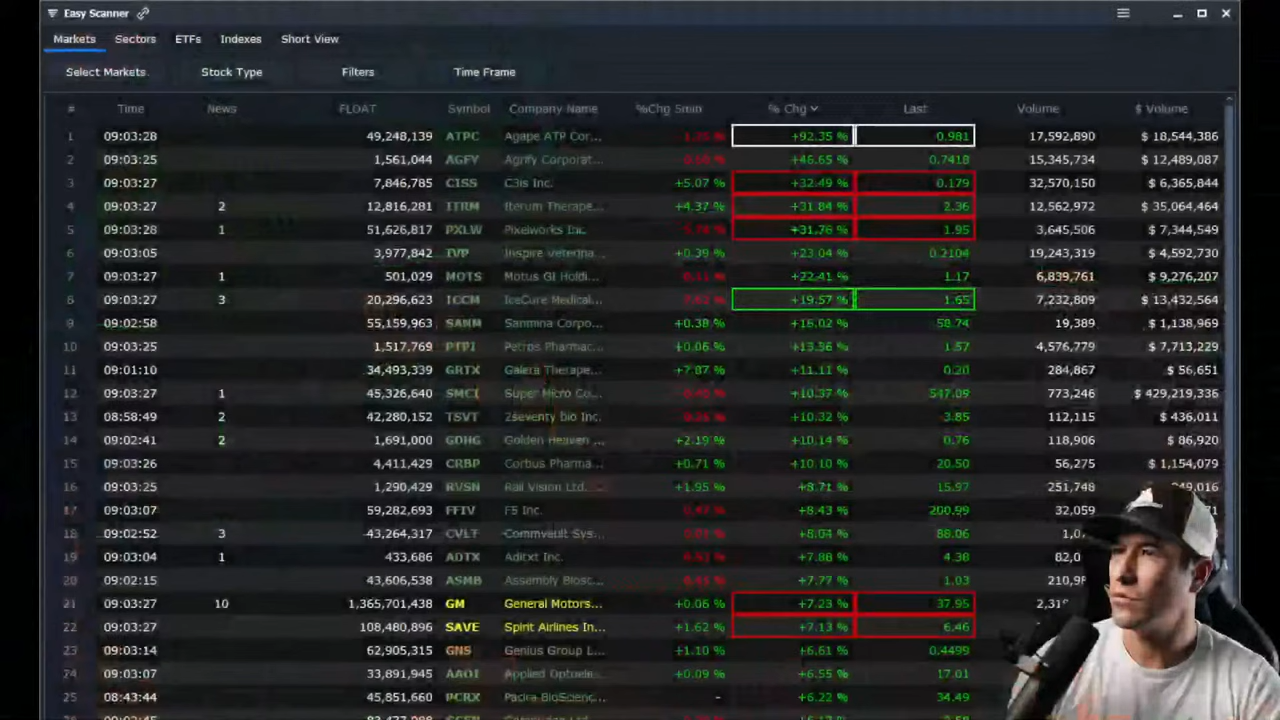 Easy Scanner
Markets Sectors ETFs Indexes Short View
Select Markets Stock Type Filters Time Frame
# Time News FLOAT Symbol Company Name %Chg 5min % Chg Last Volume $ Volume
1 09:03:28 49,248,139 ATPC Agape ATP Cor... % +92.35 % 0.981 17,592,890 $ 18,544,386
2 09:03:25 1,561,044 AGFY Agrify Corporat... % +46.65 % 0.7418 15,345,734 $ 12,489,087
3 09:03:27 7,846,785 CISS C3is Inc. +5.07 % +32.49 % 0.179 32,570,150 $ 6,365,844
4 09:03:27 2 12,816,281 ITRM Iterum Therape... +4.37 % +31.84 % 2.36 12,562,972 $ 35,064,464
5 09:03:28 1 51,626,817 PXLW Pixelworks Inc. % +31.76 % 1.95 3,645,506 $ 7,344,549
6 09:03:05 3,977,842 IVP Inspire Veterina... +0.39 % +23.04 % 0.2104 19,243,319 $ 4,592,730
7 09:03:27 1 501,029 MOTS Motus GI Holdi... % +22.41 % 1.17 6,839,761 $ 9,276,207
8 09:03:27 3 20,296,623 ICCM IceCure Medical... % +19.57 % 1.65 7,232,809 $ 13,432,564
9 09:02:58 55,159,963 SANM Sanmina Corpo... +0.38 % +16.02 % 58.74 19,389 $ 1,138,969
10 09:03:25 1,517,769 PTPI Petros Pharmac... +0.06 % +13.36 % 1.57 4,576,779 $ 7,713,229
11 09:01:10 34,493,339 GRTX Galera Therape... +7.87 % +11.11 % 0.20 284,867 $ 56,651
12 09:03:27 1 45,326,640 SMCI Super Micro Co... % +10.37 % 547.09 773,246 $ 429,219,336
13 08:58:49 2 42,280,152 TSVT 2seventy bio Inc. % +10.32 % 3.85 112,115 $ 436,011
14 09:02:41 2 1,691,000 GDHG Golden Heaven ... +2.19 % +10.14 % 0.76 118,906 $ 86,920
15 09:03:26 4,411,429 CRBP Corbus Pharma... +0.71 % +10.10 % 20.50 56,275 $ 1,154,079
16 09:03:25 1,290,429 RVSN Rail Vision Ltd. +1.95 % +8.71 % 15.97 251,748
17 09:03:07 59,282,693 FFIV F5 Inc. % +8.43 % 200.99 32,059
18 09:02:52 3 43,264,317 CVLT Commvault Sys... % +8.04 % 88.06
19 09:03:04 1 433,686 ADTX Aditxt Inc. % +7.88 % 4.38
20 09:02:15 43,606,538 ASMB Assembly Biosc... % +7.77 % 1.03
21 09:03:27 10 1,365,701,438 GM General Motors... +0.06 % +7.23 % 37.95
22 09:03:27 108,480,896 SAVE Spirit Airlines In... +1.62 % +7.13 % 6.46
23 09:03:14 62,905,315 GNS Genius Group L... +1.10 % +6.61 % 0.4499
24 09:03:07 33,891,945 AAOI Applied Optoele... +0.09 % +6.55 % 17.01
25 08:43:44 45,851,660 PCRX Pacira BioScienc... - +6.22 % 34.49